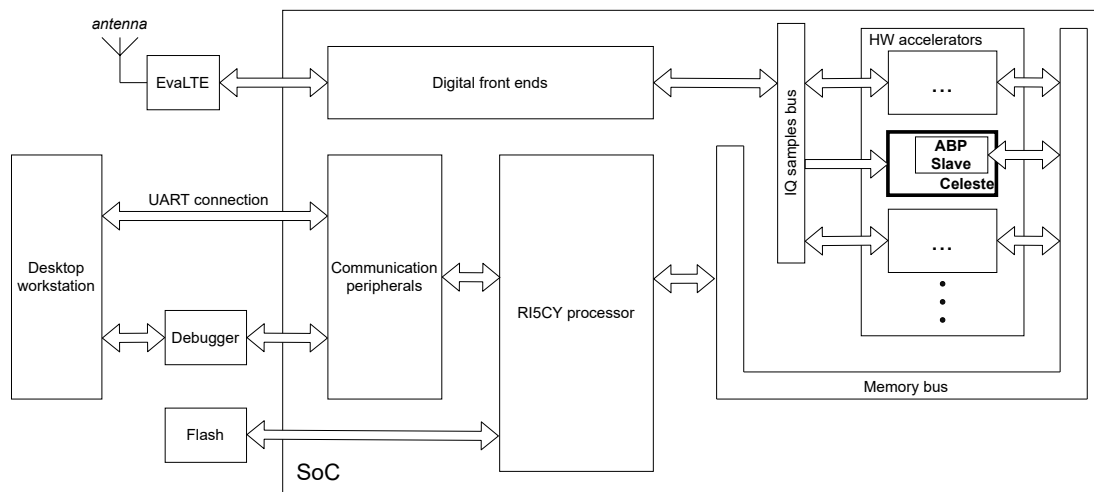 antenna
EvaLTE
Digital front ends
IQ samples bus
HW accelerators
...
ABP
Slave
Celeste
...
UART connection
Desktop
workstation
Communication
peripherals
RI5CY processor
Debugger
Memory bus
Flash
SoC